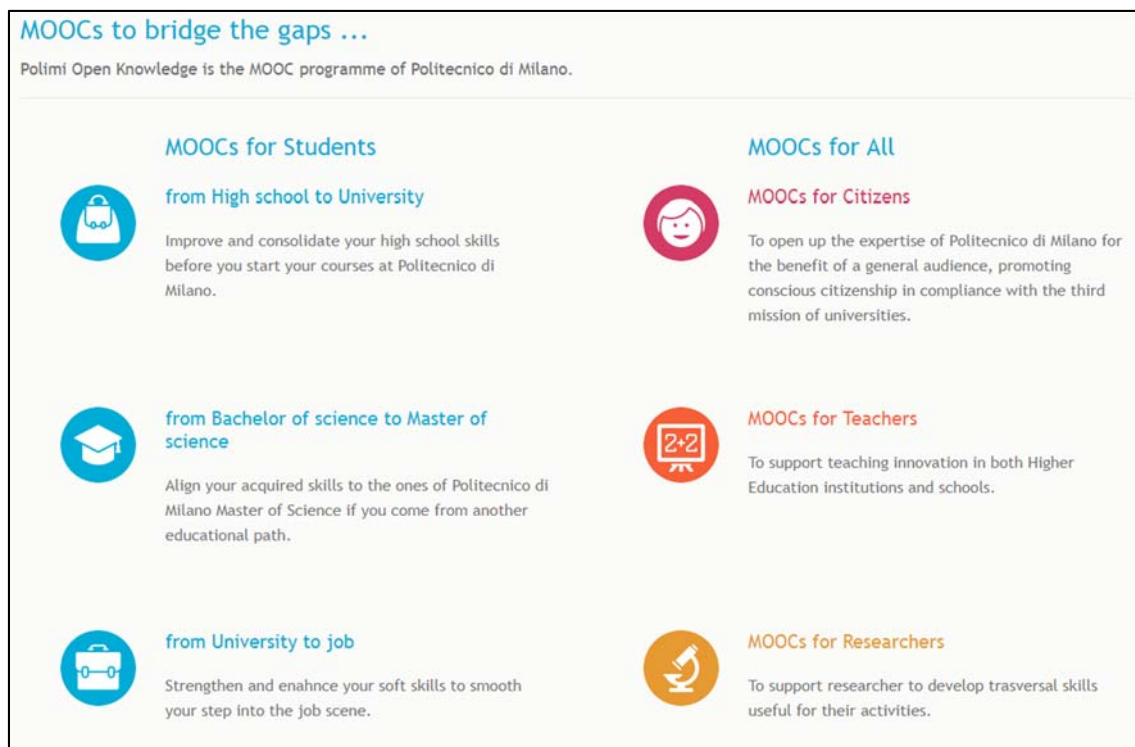 MOOCs to bridge the gaps ...
Polimi Open Knowledge is the MOOC programme of Politecnico di Milano.
MOOCs for Students
from High school to University
Improve and consolidate your high school skills
before you start your courses at Politecnico di
Milano.
from Bachelor of science to Master of
science
Align your acquired skills to the ones of Politecnico di
Milano Master of Science if you come from another
educational path.
from University to job
Strengthen and enahnce your soft skills to smooth
your step into the job scene.
MOOCs for All
MOOCs for Citizens
To open up the expertise of Politecnico di Milano for
the benefit of a general audience, promoting
conscious citizenship in compliance with the third
mission of universities.
2+2
MOOCs for Teachers
To support teaching innovation in both Higher
Education institutions and schools.
MOOCs for Researchers
To support researcher to develop trasversal skills
useful for their activities.